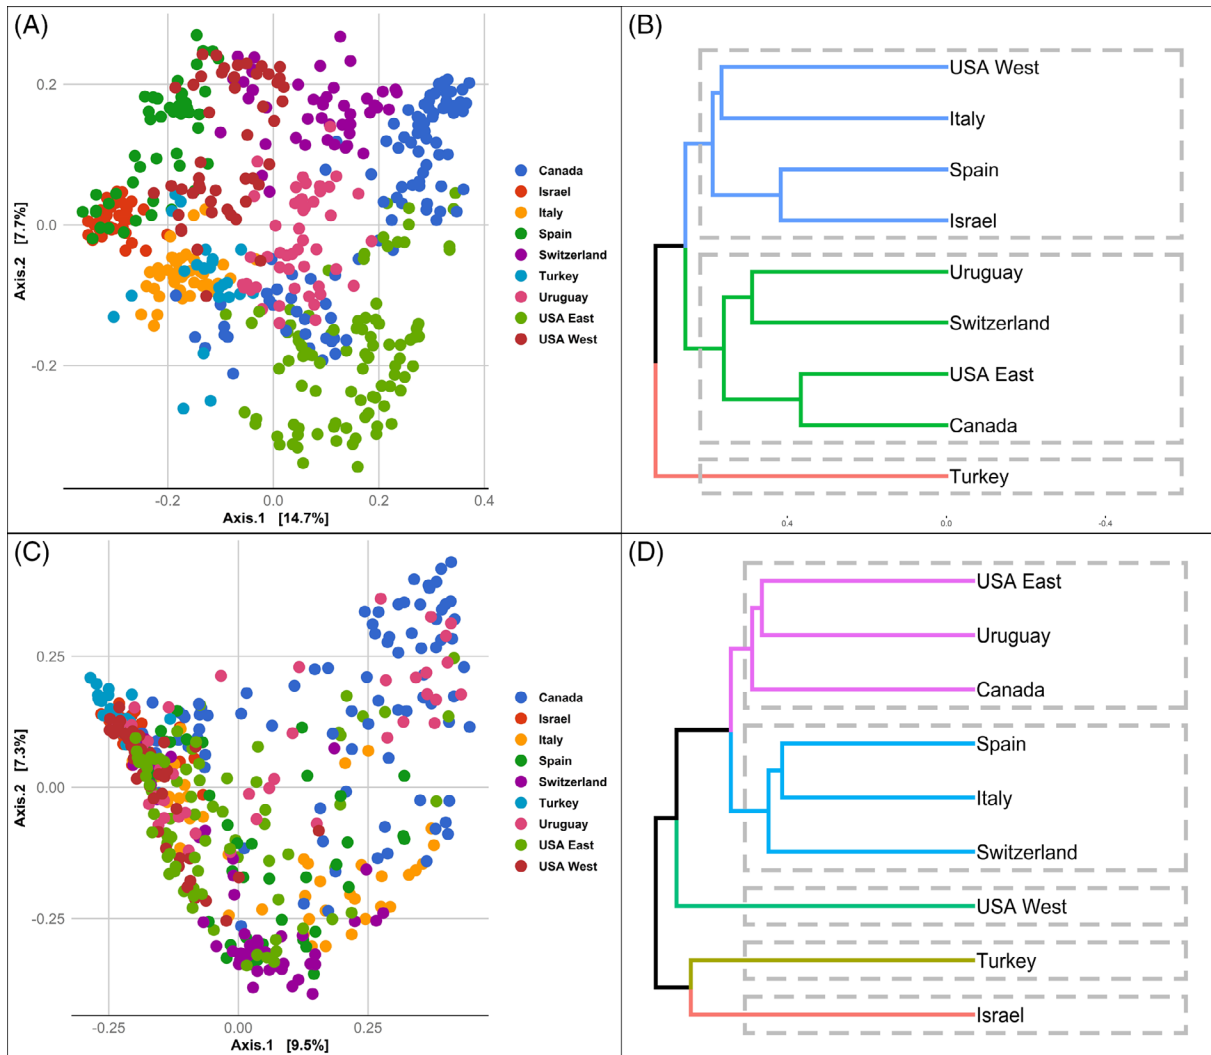 (A)
0.2
0.0
-0.2
Axis.2 [7.7%]
-0.2
0.0
0.2
0.4
Axis.1 [14.7%]
Canada
Israel
Italy
Spain
Switzerland
Turkey
Uruguay
USA East
USA West
(B)
USA West
Italy
Spain
Israel
Uruguay
Switzerland
USA East
Canada
Turkey
0.4
0.0
-0.4
(C)
0.25
0.00
-0.25
Axis.2 [7.3%]
-0.25
0.00
0.25
Axis.1 [9.5%]
Canada
Israel
Italy
Spain
Switzerland
Turkey
Uruguay
USA East
USA West
(D)
USA East
Uruguay
Canada
Spain
Italy
Switzerland
USA West
Turkey
Israel